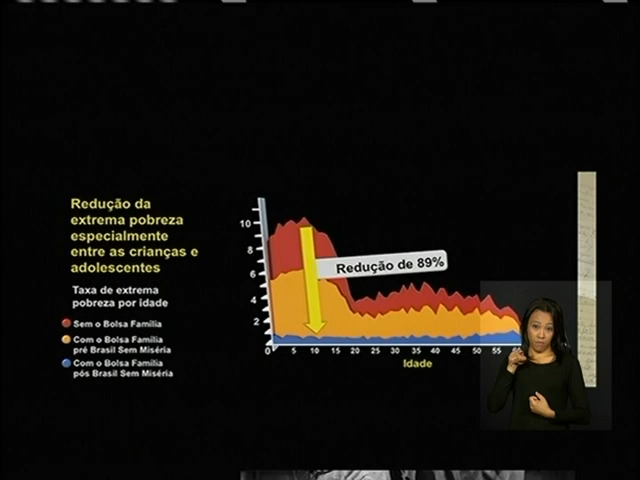 Redução da
extrema pobreza
especialmente
entre as crianças e
adolescentes
Taxa de extrema
pobreza por idade
Sem o Bolsa Família
Com o Bolsa Família
pré Brasil Sem Miséria
Com o Bolsa Família
pós Brasil Sem Miséria
10
8
6
4
2
Redução de 89%
0 5 10 15 20 25 30 35 40 45 50 55
Idade